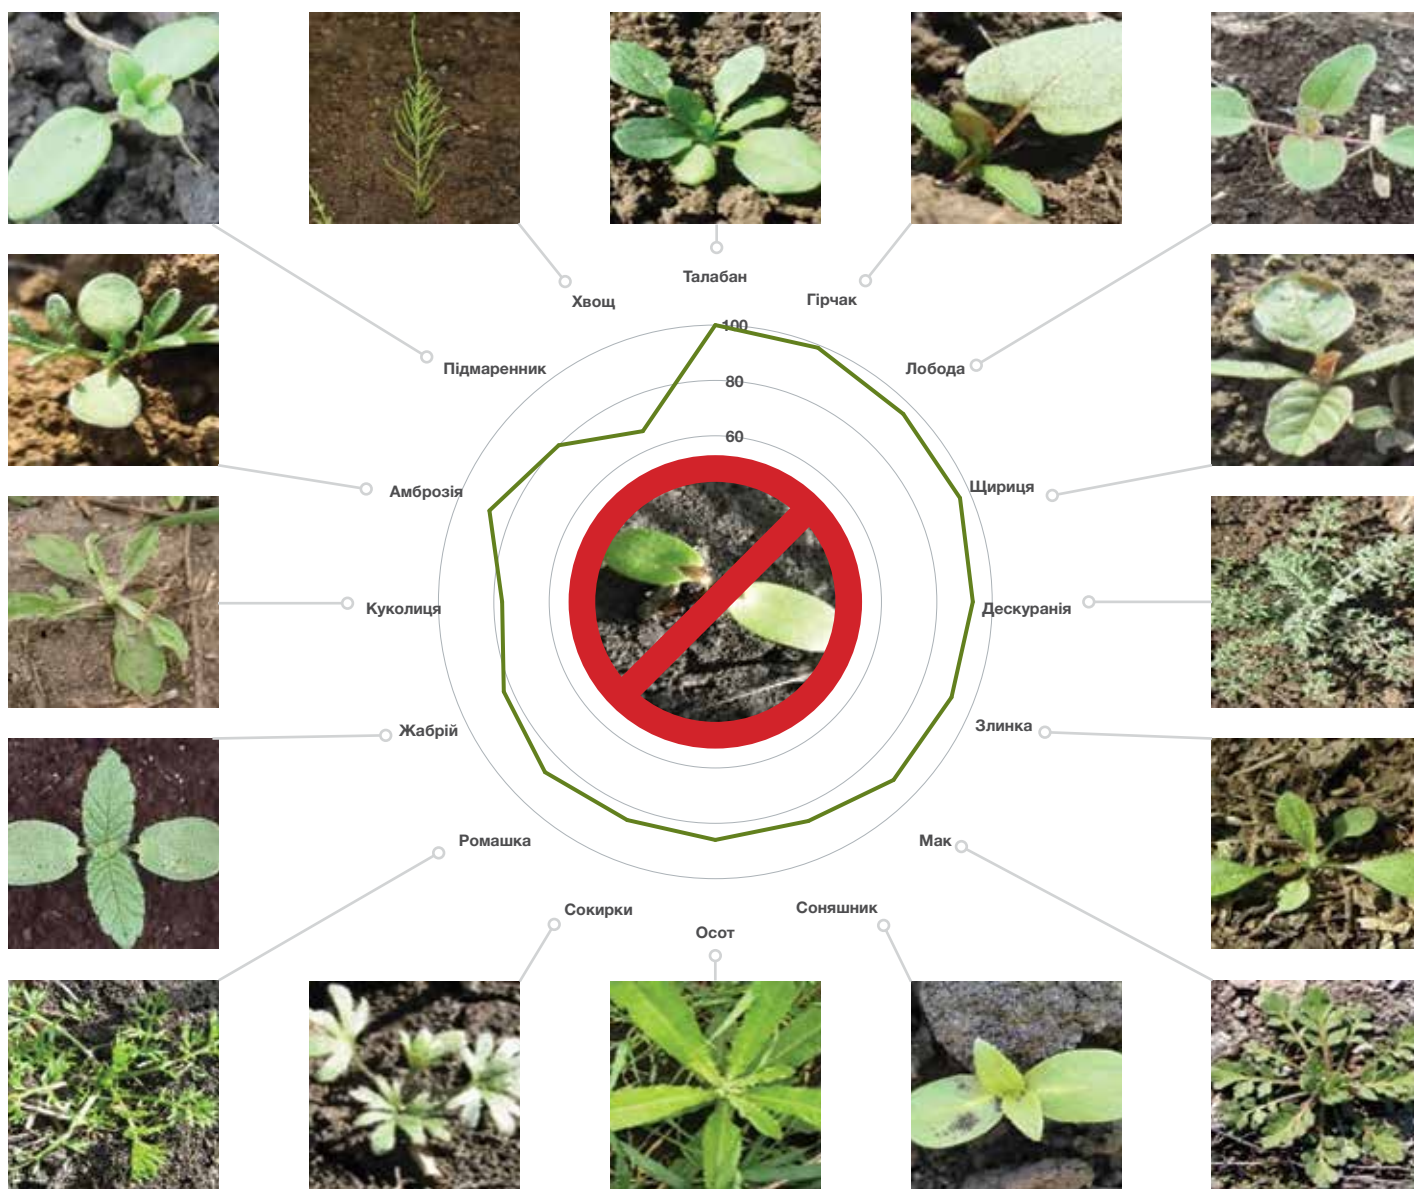 Талабан
Хвощ
Гірчак
100
Підмаренник
Лобода
80
60
Амброзія
Щириця
Куколиця
Дескуранія
Жабрій
Злинка
Ромашка
Мак
Сокирки
Соняшник
Осот